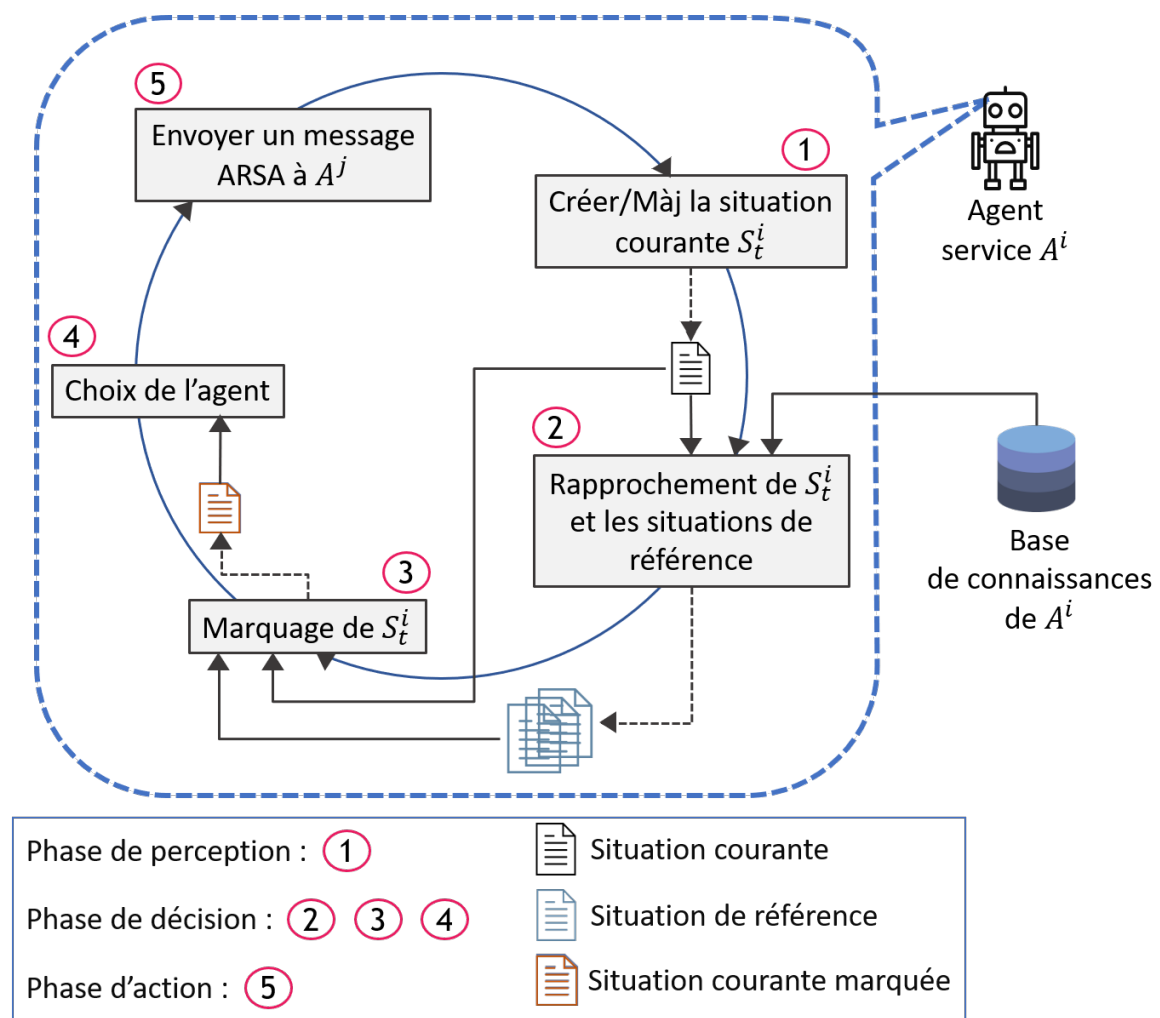 5
Envoyer un message
ARSA à $A^j$
1
Créer/Màj la situation
courante $S_t^i$
Agent
service $A^i$
4
Choix de l’agent
2
Rapprochement de $S_t^i$
et les situations de
référence
3
Marquage de $S_t^i$
Base
de connaissances
de $A^i$
Phase de perception : 1
Situation courante
Phase de décision : 2 3 4
Situation de référence
Phase d’action : 5
Situation courante marquée